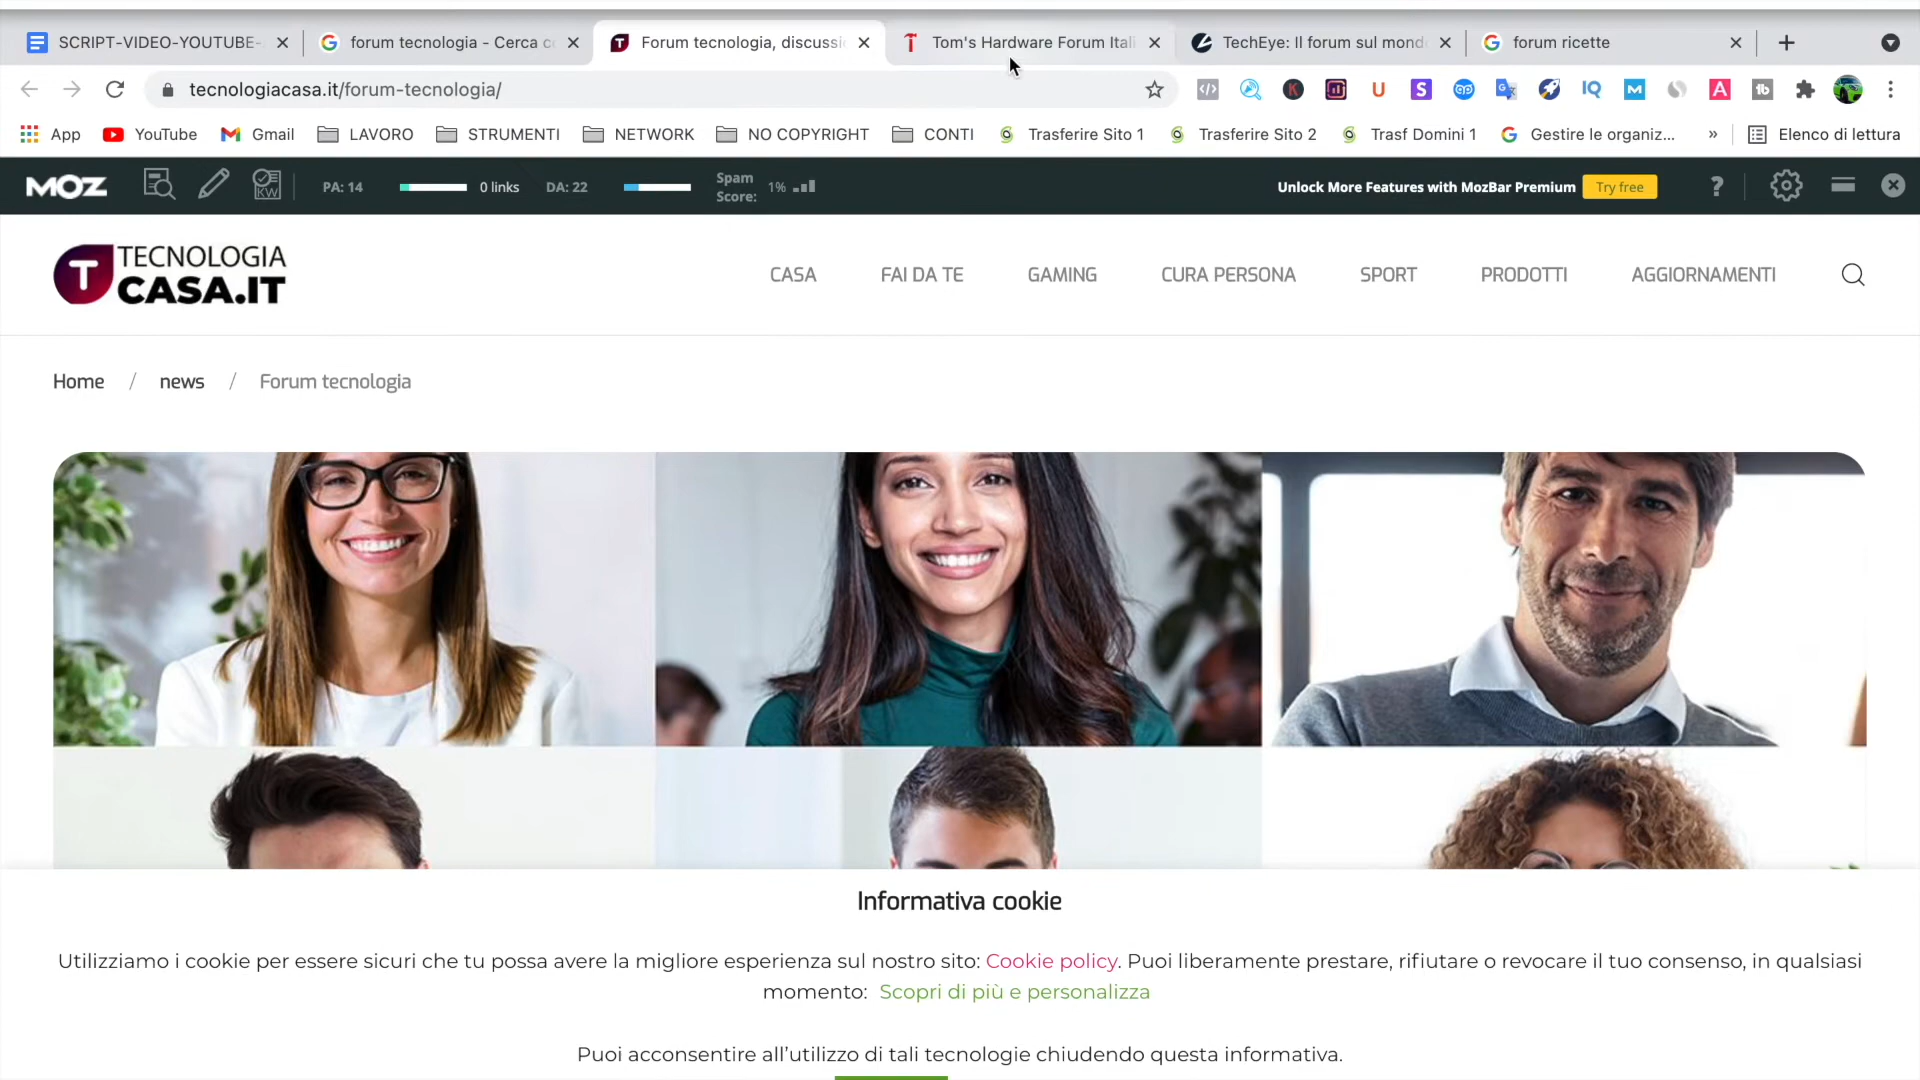 SCRIPT-VIDEO-YOUTUBE-
forum tecnologia - Cerca c
Forum tecnologia, discussi
Tom's Hardware Forum Itali
TechEye: Il forum sul mond
forum ricette
tecnologiacasa.it/forum-tecnologia/
App
YouTube
Gmail
LAVORO
STRUMENTI
NETWORK
NO COPYRIGHT
CONTI
Trasferire Sito 1
Trasferire Sito 2
Trasf Domini 1
Gestire le organiz...
»
Elenco di lettura
MOZ
KW
PA: 14
0 links
DA: 22
Spam
Score:
1%
Unlock More Features with MozBar Premium
Try free
?
T
TECNOLOGIA
CASA.IT
CASA
FAI DA TE
GAMING
CURA PERSONA
SPORT
PRODOTTI
AGGIORNAMENTI
Home / news / Forum tecnologia
Informativa cookie
Utilizziamo i cookie per essere sicuri che tu possa avere la migliore esperienza sul nostro sito: Cookie policy. Puoi liberamente prestare, rifiutare o revocare il tuo consenso, in qualsiasi
momento: Scopri di più e personalizza
Puoi acconsentire all’utilizzo di tali tecnologie chiudendo questa informativa.